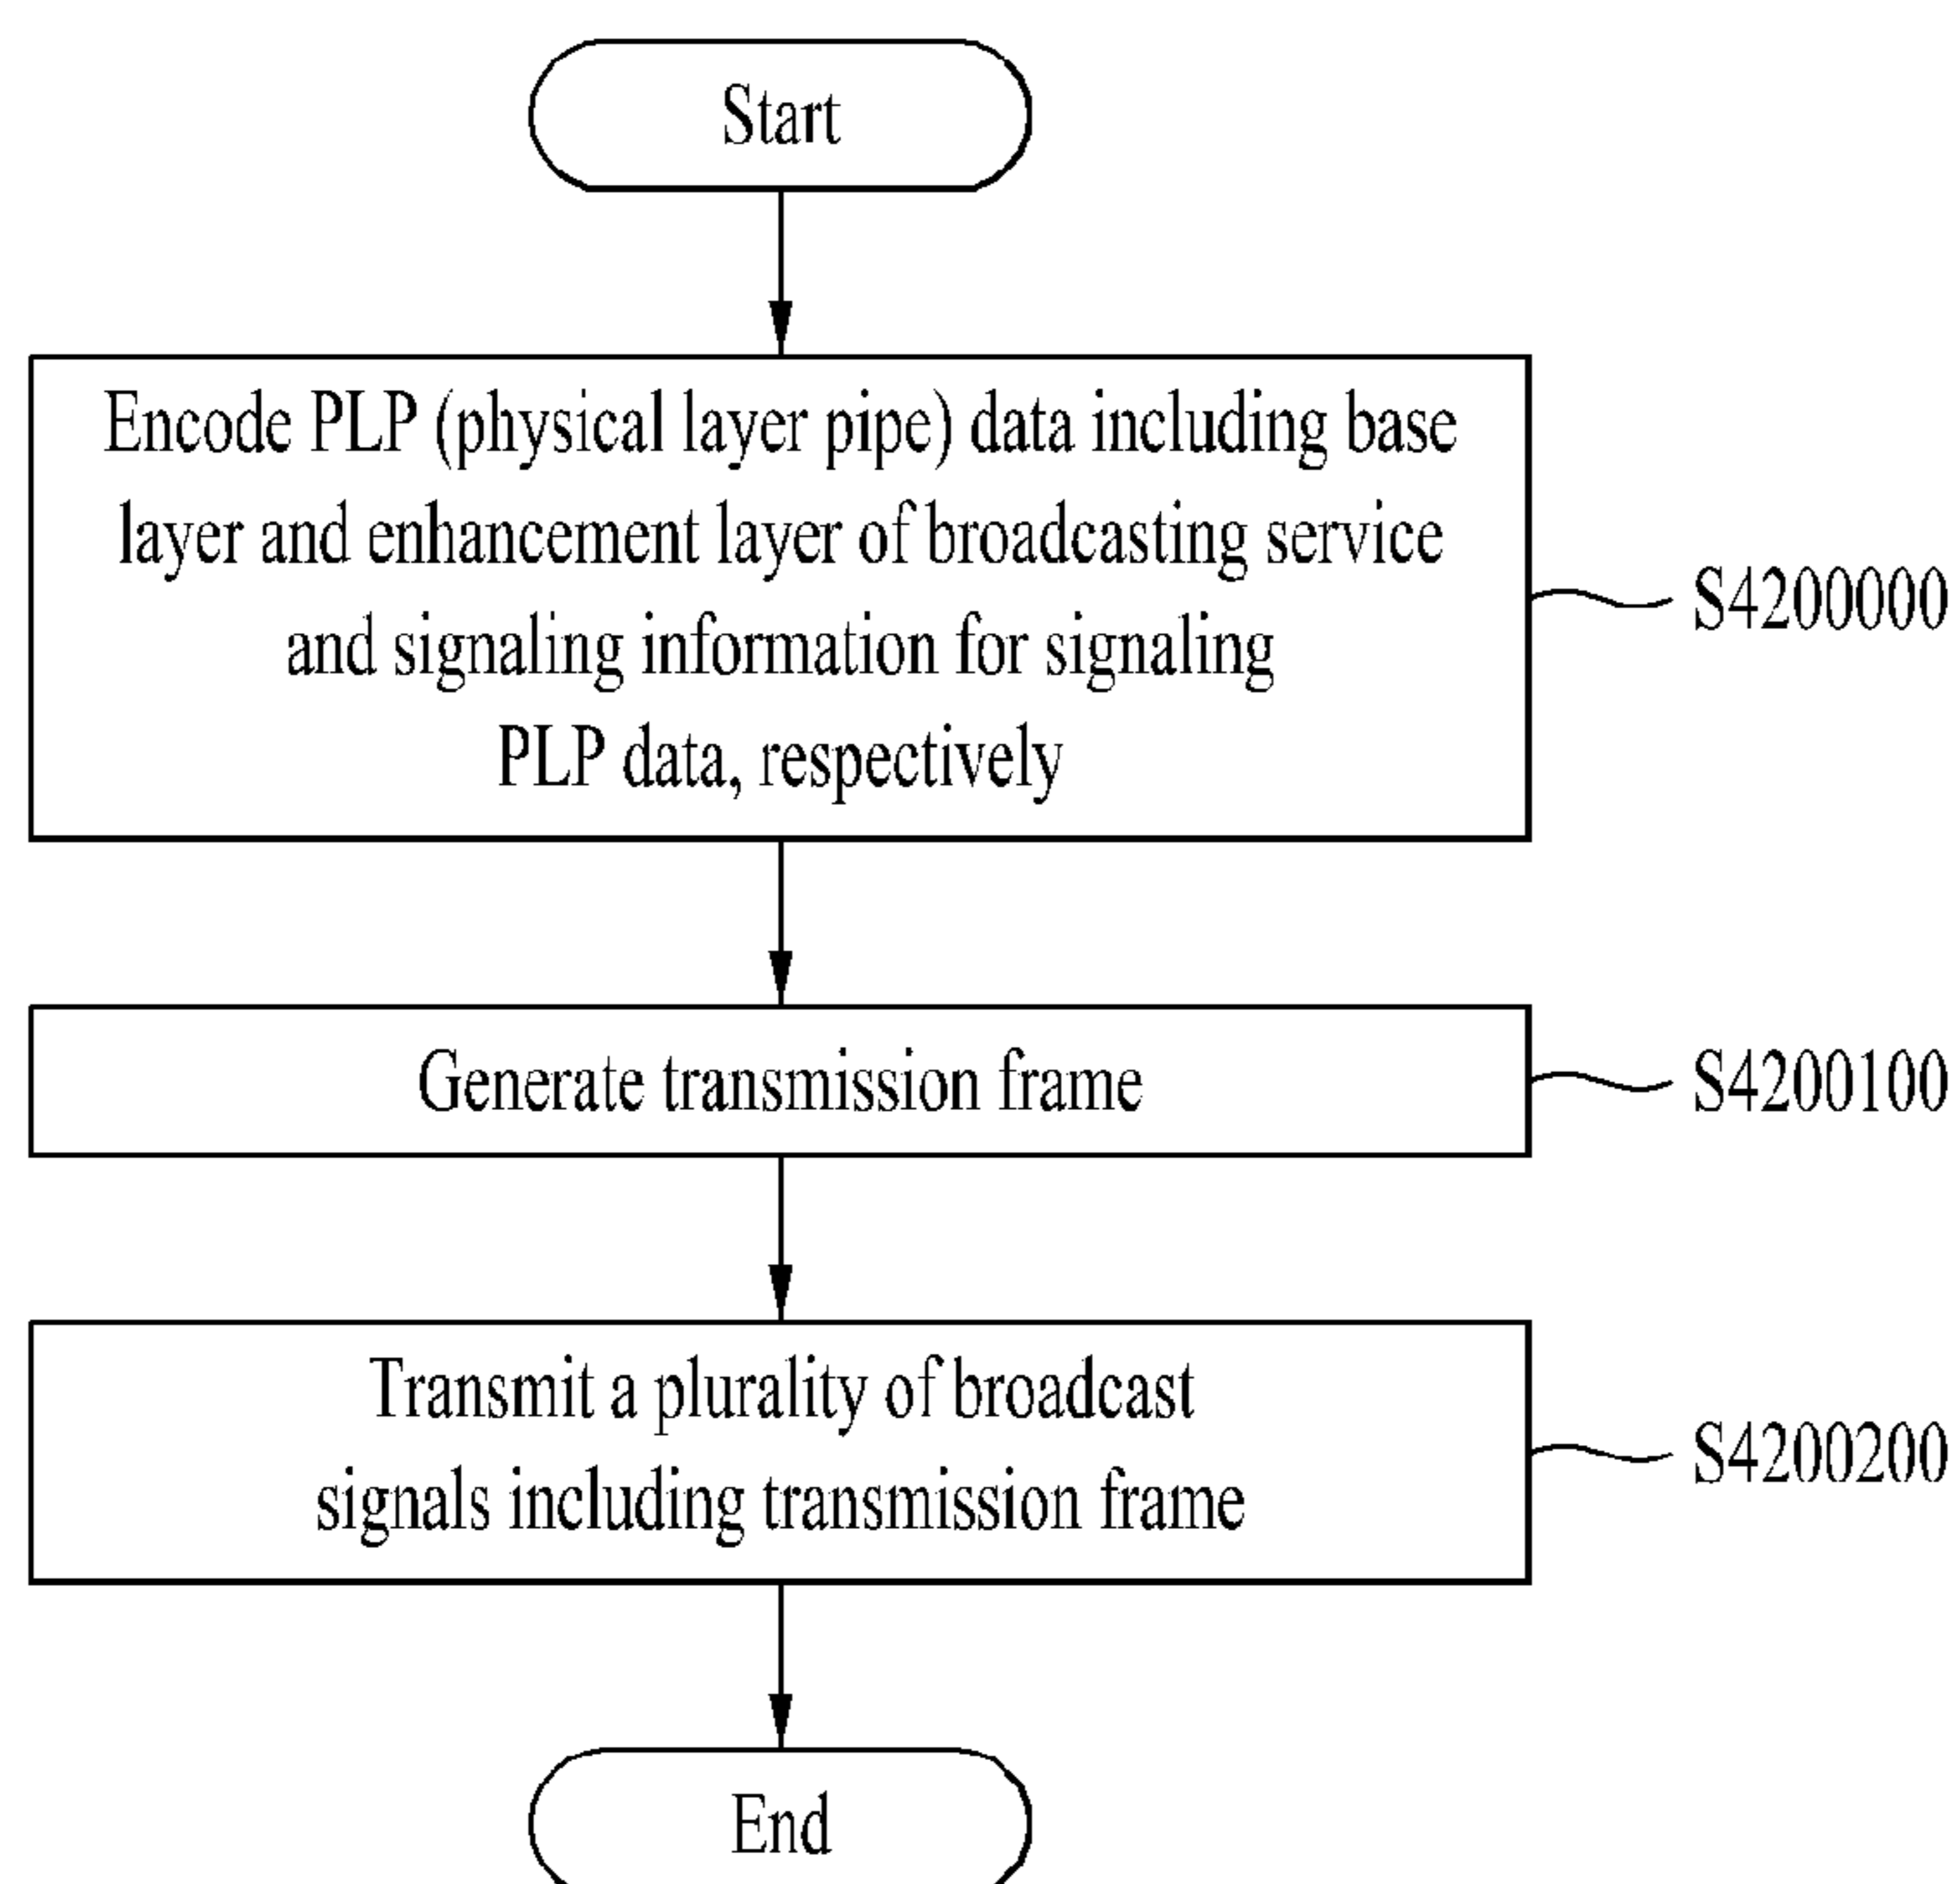 Start
Encode PLP (physical layer pipe) data including base
layer and enhancement layer of broadcasting service
and signaling information for signaling
PLP data, respectively
S4200000
Generate transmission frame
S4200100
Transmit a plurality of broadcast
signals including transmission frame
S4200200
End